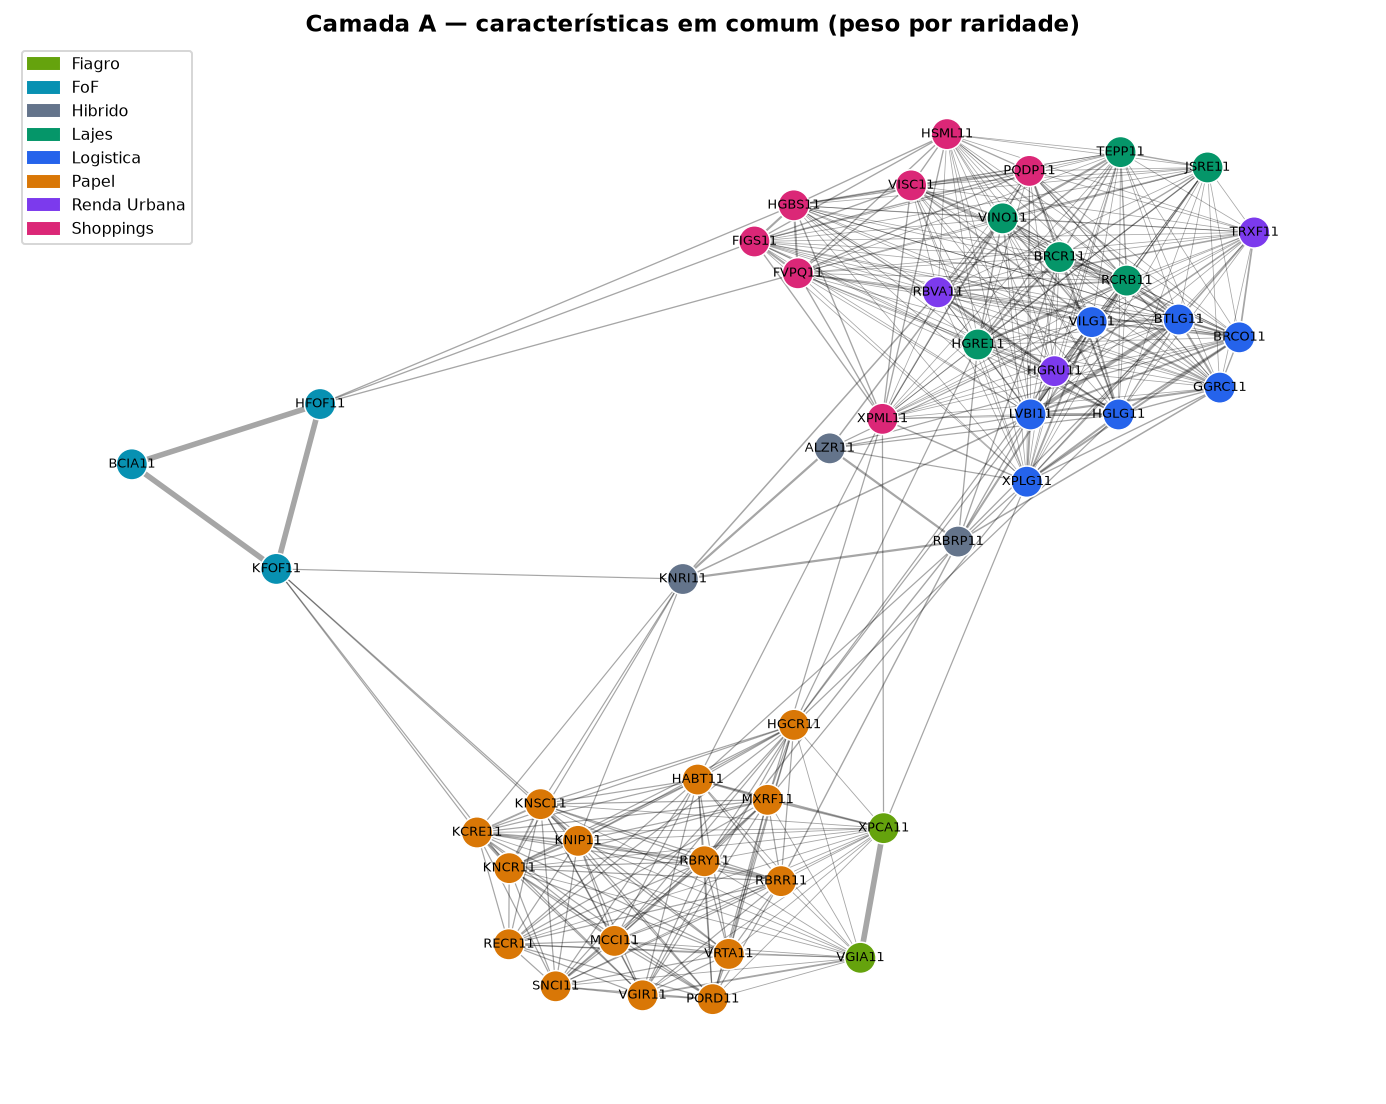 Camada A — características em comum (peso por raridade)
Fiagro
FoF
Hibrido
Lajes
Logistica
Papel
Renda Urbana
Shoppings
HSML11
TEPP11
JSRE11
PQDP11
VISC11
HGBS11
VINO11
TRXF11
FIGS11
BRCR11
FVPQ11
RCRB11
RBVA11
VILG11
BTLG11
BRCO11
HGRE11
HGRU11
GGRC11
HFOF11
XPML11
LVBI11
HGLG11
ALZR11
BCIA11
XPLG11
RBRP11
KFOF11
KNRI11
HGCR11
HABT11
MXRF11
KNSC11
XPCA11
KCRE11
KNIP11
KNCR11
RBRY11
RBRR11
RECR11
MCCI11
VRTA11
VGIA11
SNCI11
VGIR11
PORD11